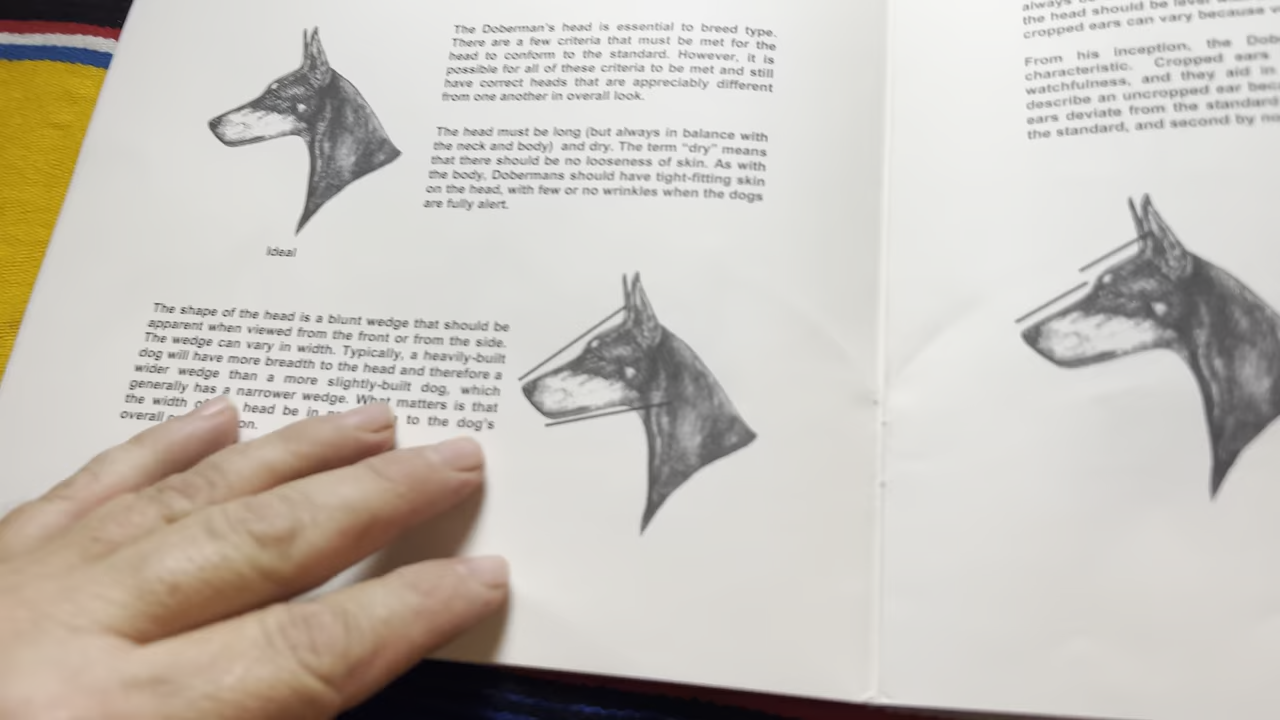 The Doberman's head is essential to breed type.
There are a few criteria that must be met for the
head to conform to the standard. However, it is
possible for all of these criteria to be met and still
have correct heads that are appreciably different
from one another in overall look.
The head must be long (but always in balance with
the neck and body) and dry. The term "dry" means
that there should be no looseness of skin. As with
the body, Dobermans should have tight-fitting skin
on the head, with few or no wrinkles when the dogs
are fully alert.
Ideal
The shape of the head is a blunt wedge that should be
apparent when viewed from the front or from the side.
The wedge can vary in width. Typically, a heavily-built
dog will have more breadth to the head and therefore a
wider wedge than a more slightly-built dog, which
generally has a narrower wedge. What matters is that
the width head be in to the dog's
overall
always
the head should be level
cropped ears can vary because
From his inception, the
characteristic. Cropped ears
watchfulness, and they aid in
describe an uncropped ear
ears deviate from the standard
the standard, and second by